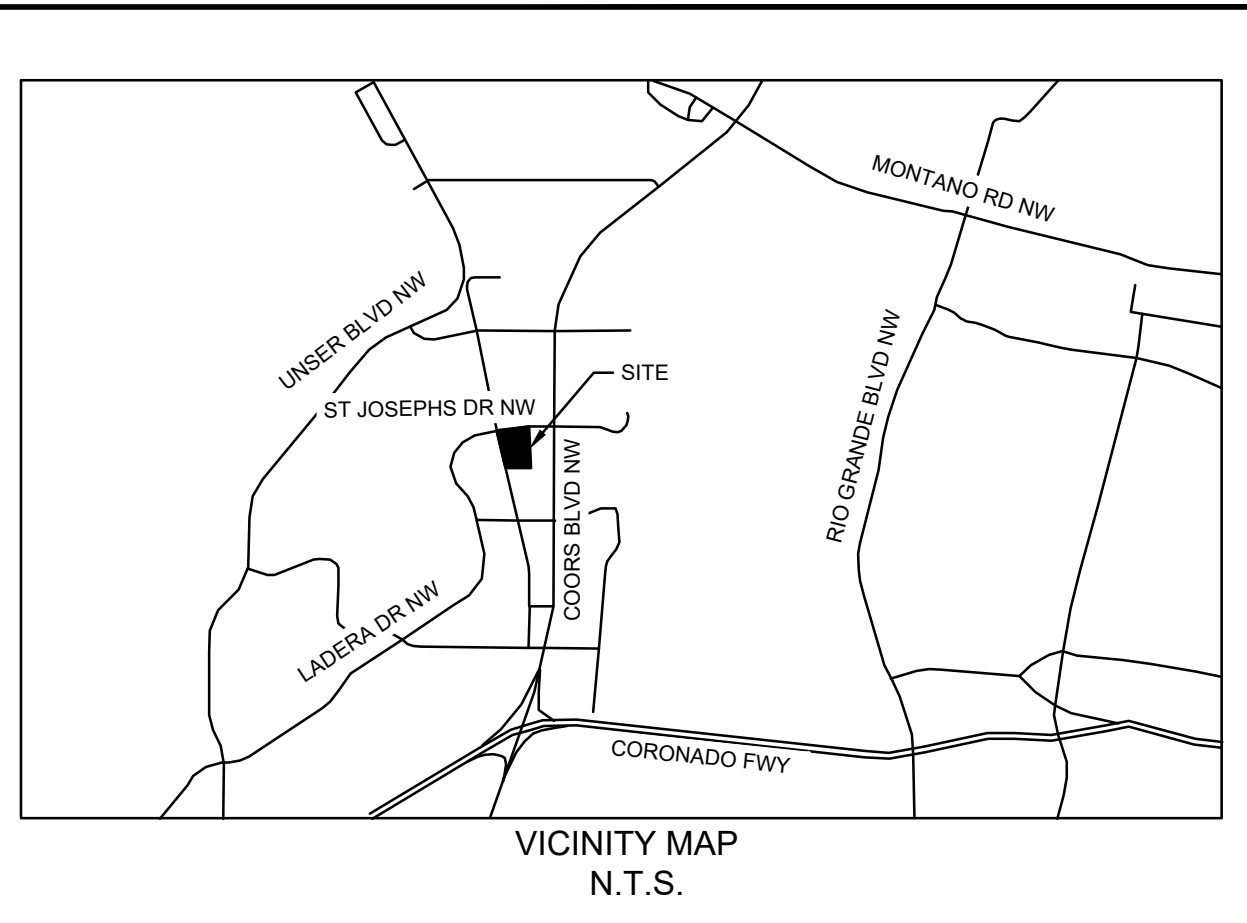 MONTANO RD NW
UNSER BLVD NW
SITE
ST JOSEPHS DR NW
RIO GRANDE BLVD NW
COORS BLVD NW
LADERA DR NW
CORONADO FWY
VICINITY MAP
N.T.S.